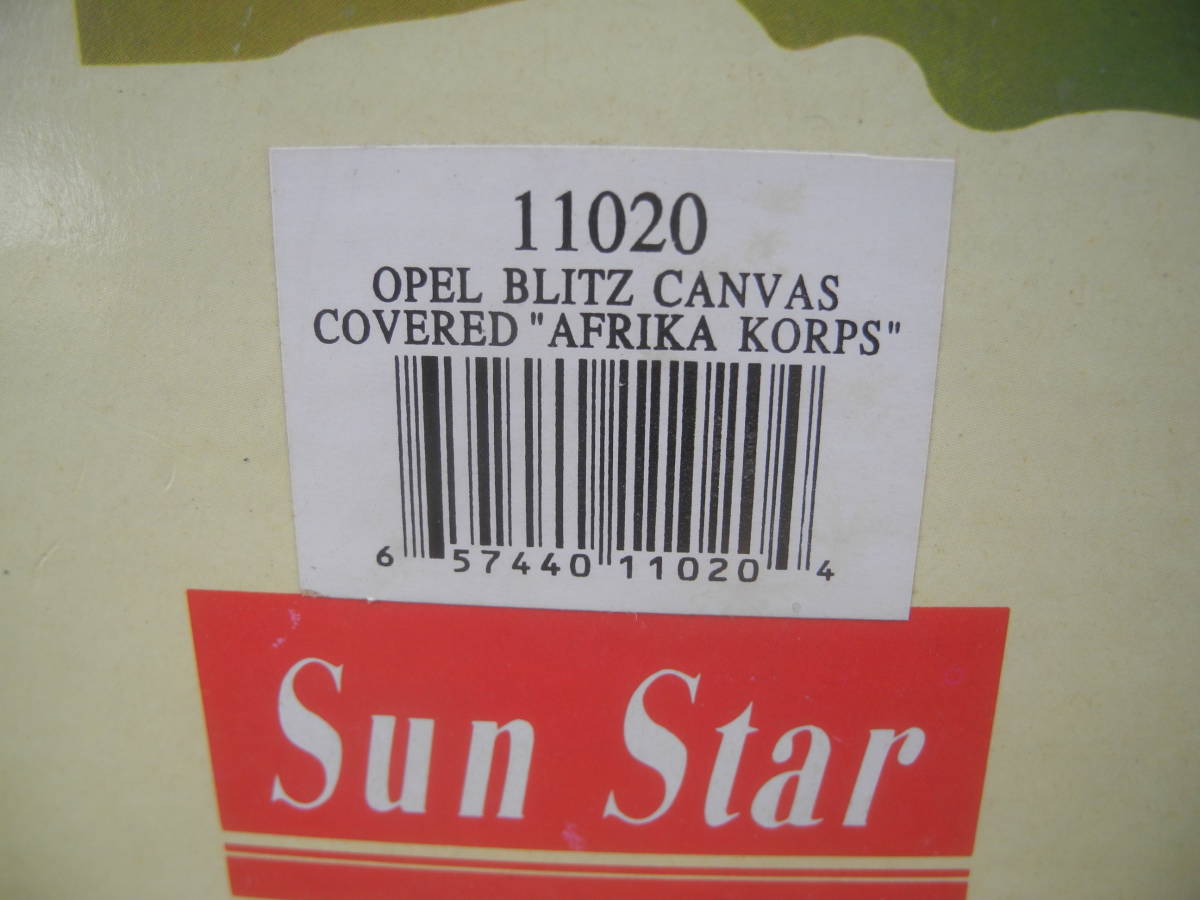 11020
OPEL BLITZ CANVAS
COVERED "AFRIKA KORPS"
6 57440 11020 4
Sun Star